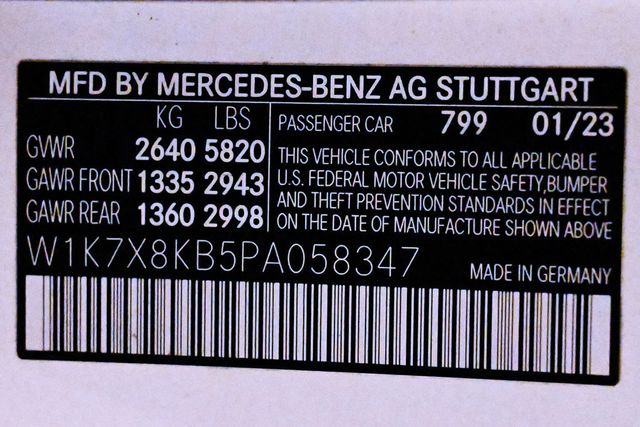 MFD BY MERCEDES-BENZ AG STUTTGART
KG LBS
GVWR 2640 5820
GAWR FRONT 1335 2943
GAWR REAR 1360 2998
PASSENGER CAR 799 01/23
THIS VEHICLE CONFORMS TO ALL APPLICABLE
U.S. FEDERAL MOTOR VEHICLE SAFETY,BUMPER
AND THEFT PREVENTION STANDARDS IN EFFECT
ON THE DATE OF MANUFACTURE SHOWN ABOVE
W1K7X8KB5PA058347
MADE IN GERMANY